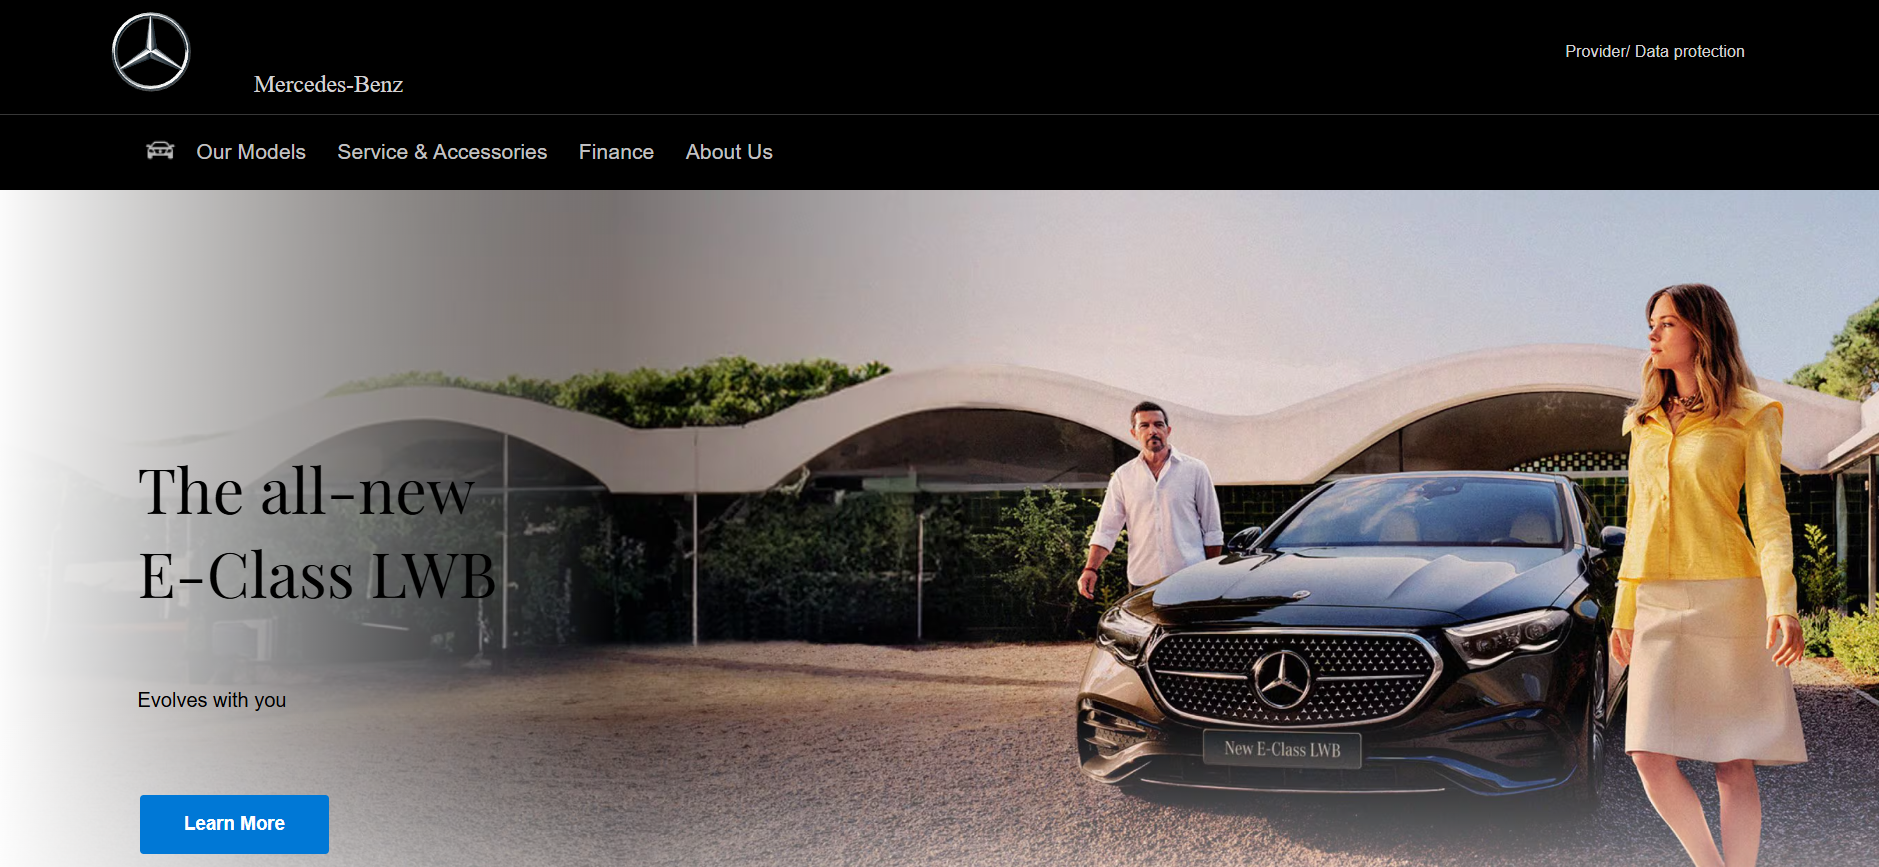 Mercedes-Benz
Provider/ Data protection
Our Models Service & Accessories Finance About Us
The all-new
E-Class LWB
Evolves with you
New E-Class LWB
Learn More